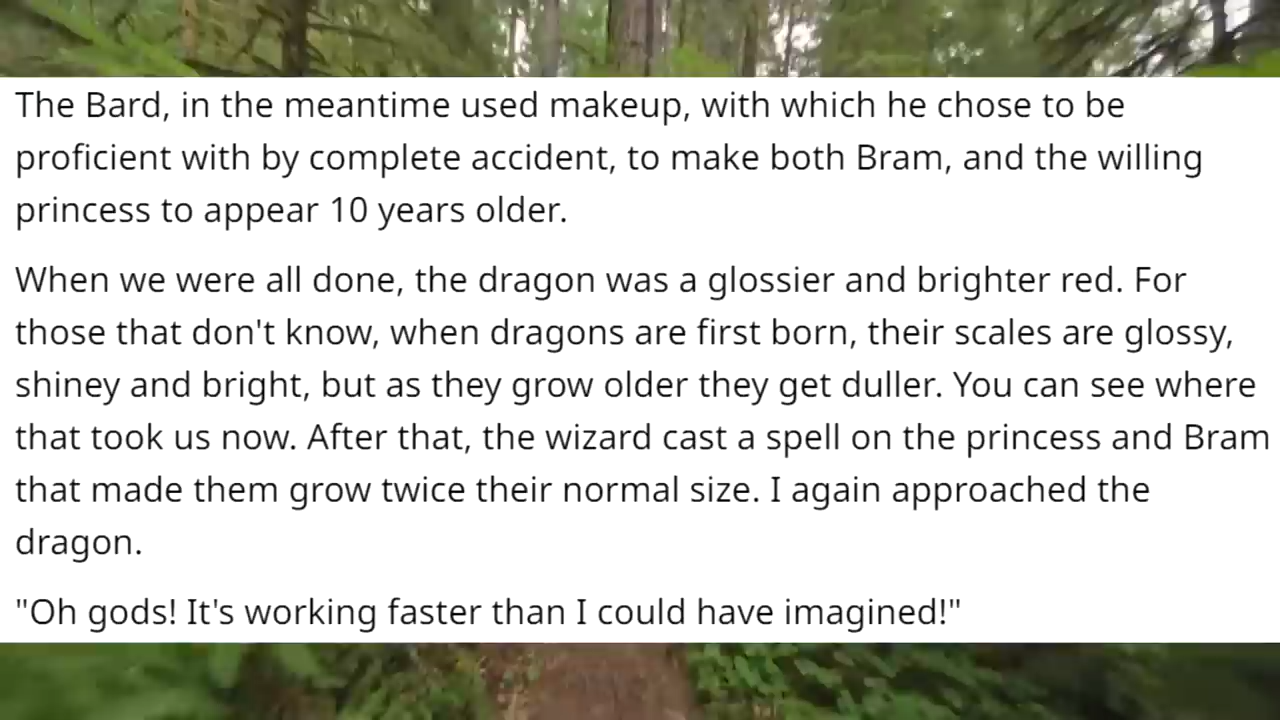 The Bard, in the meantime used makeup, with which he chose to be
proficient with by complete accident, to make both Bram, and the willing
princess to appear 10 years older.
When we were all done, the dragon was a glossier and brighter red. For
those that don't know, when dragons are first born, their scales are glossy,
shiney and bright, but as they grow older they get duller. You can see where
that took us now. After that, the wizard cast a spell on the princess and Bram
that made them grow twice their normal size. I again approached the
dragon.
"Oh gods! It's working faster than I could have imagined!"